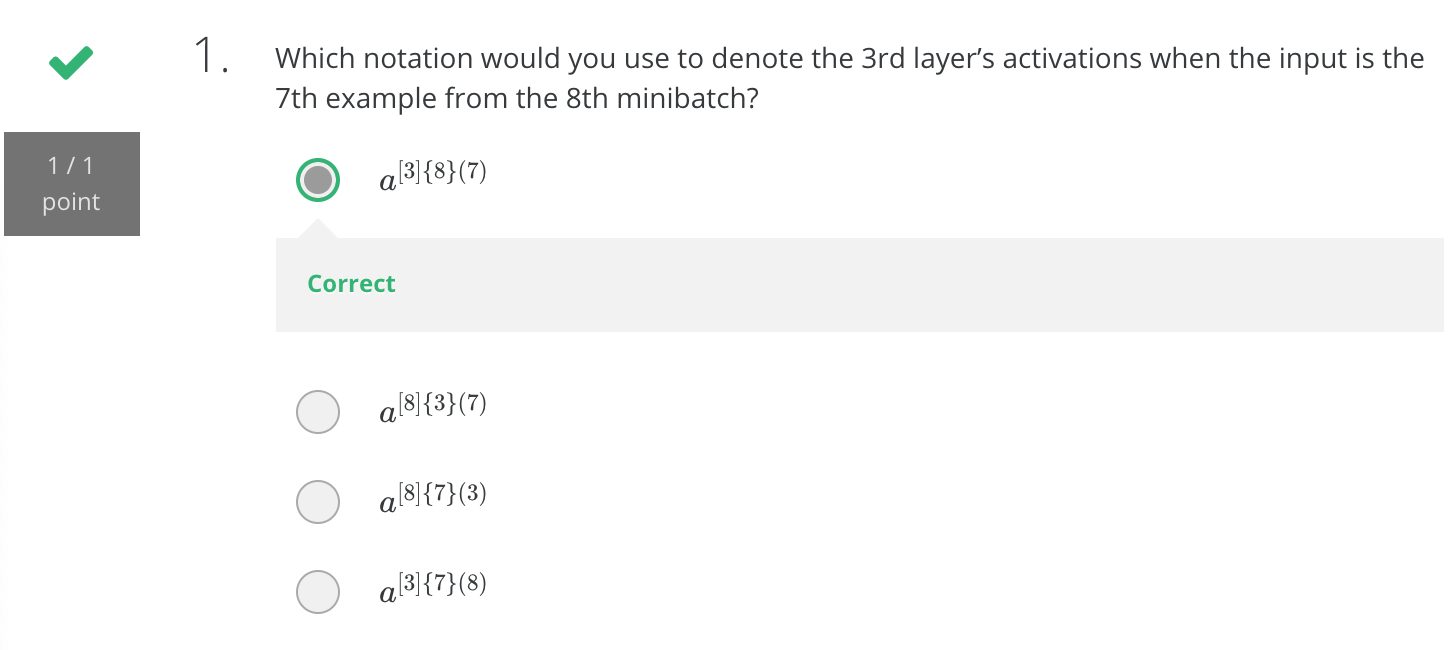 1.
Which notation would you use to denote the 3rd layer’s activations when the input is the
7th example from the 8th minibatch?
1 / 1
point
a^{[3]\{8\}(7)}
Correct
a^{[8]\{3\}(7)}
a^{[8]\{7\}(3)}
a^{[3]\{7\}(8)}